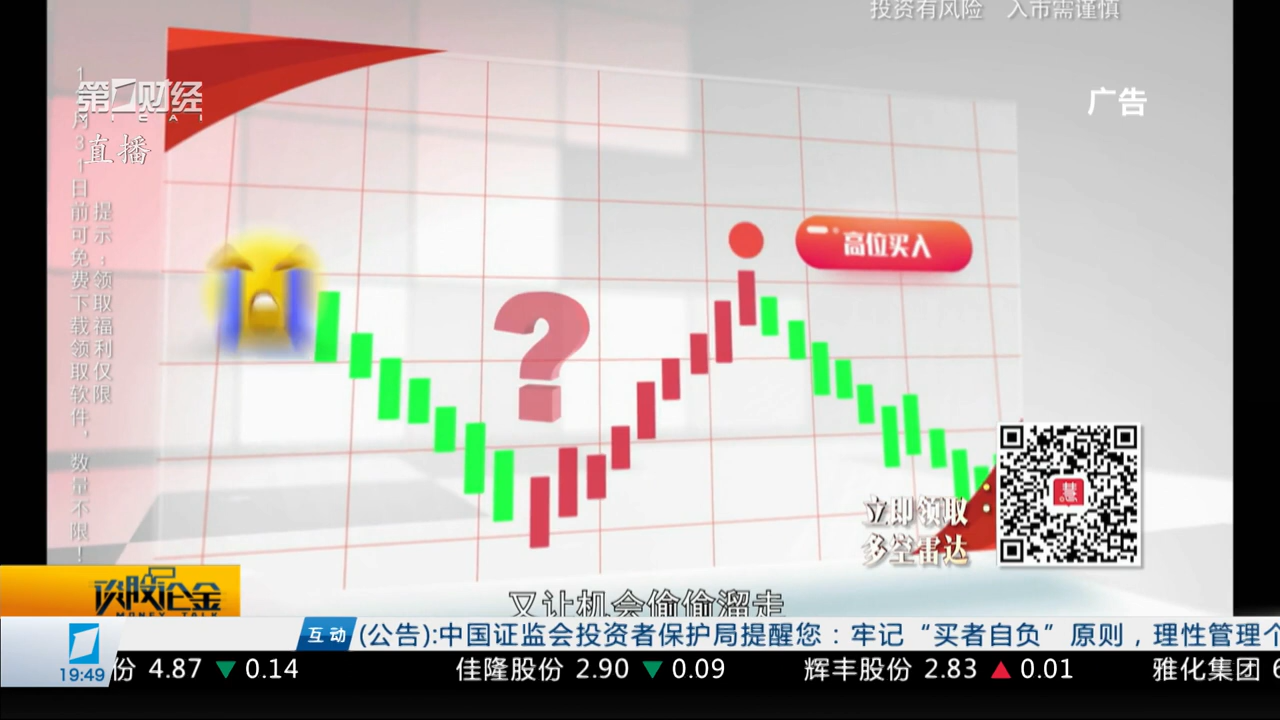 投资有风险 入市需谨慎
第1财经
直播
广告
提示:领取福利仅限
1月31日前可免费下载领取软件,数量不限!
高位买入
?
立即领取
多空雷达
慧
谈股论金
MONEY TALK
又让机会偷偷溜走
互动
(公告):中国证监会投资者保护局提醒您:牢记“买者自负”原则,理性管理个
19:49
份 4.87 ▼ 0.14 佳隆股份 2.90 ▼ 0.09 辉丰股份 2.83 ▲ 0.01 雅化集团 6